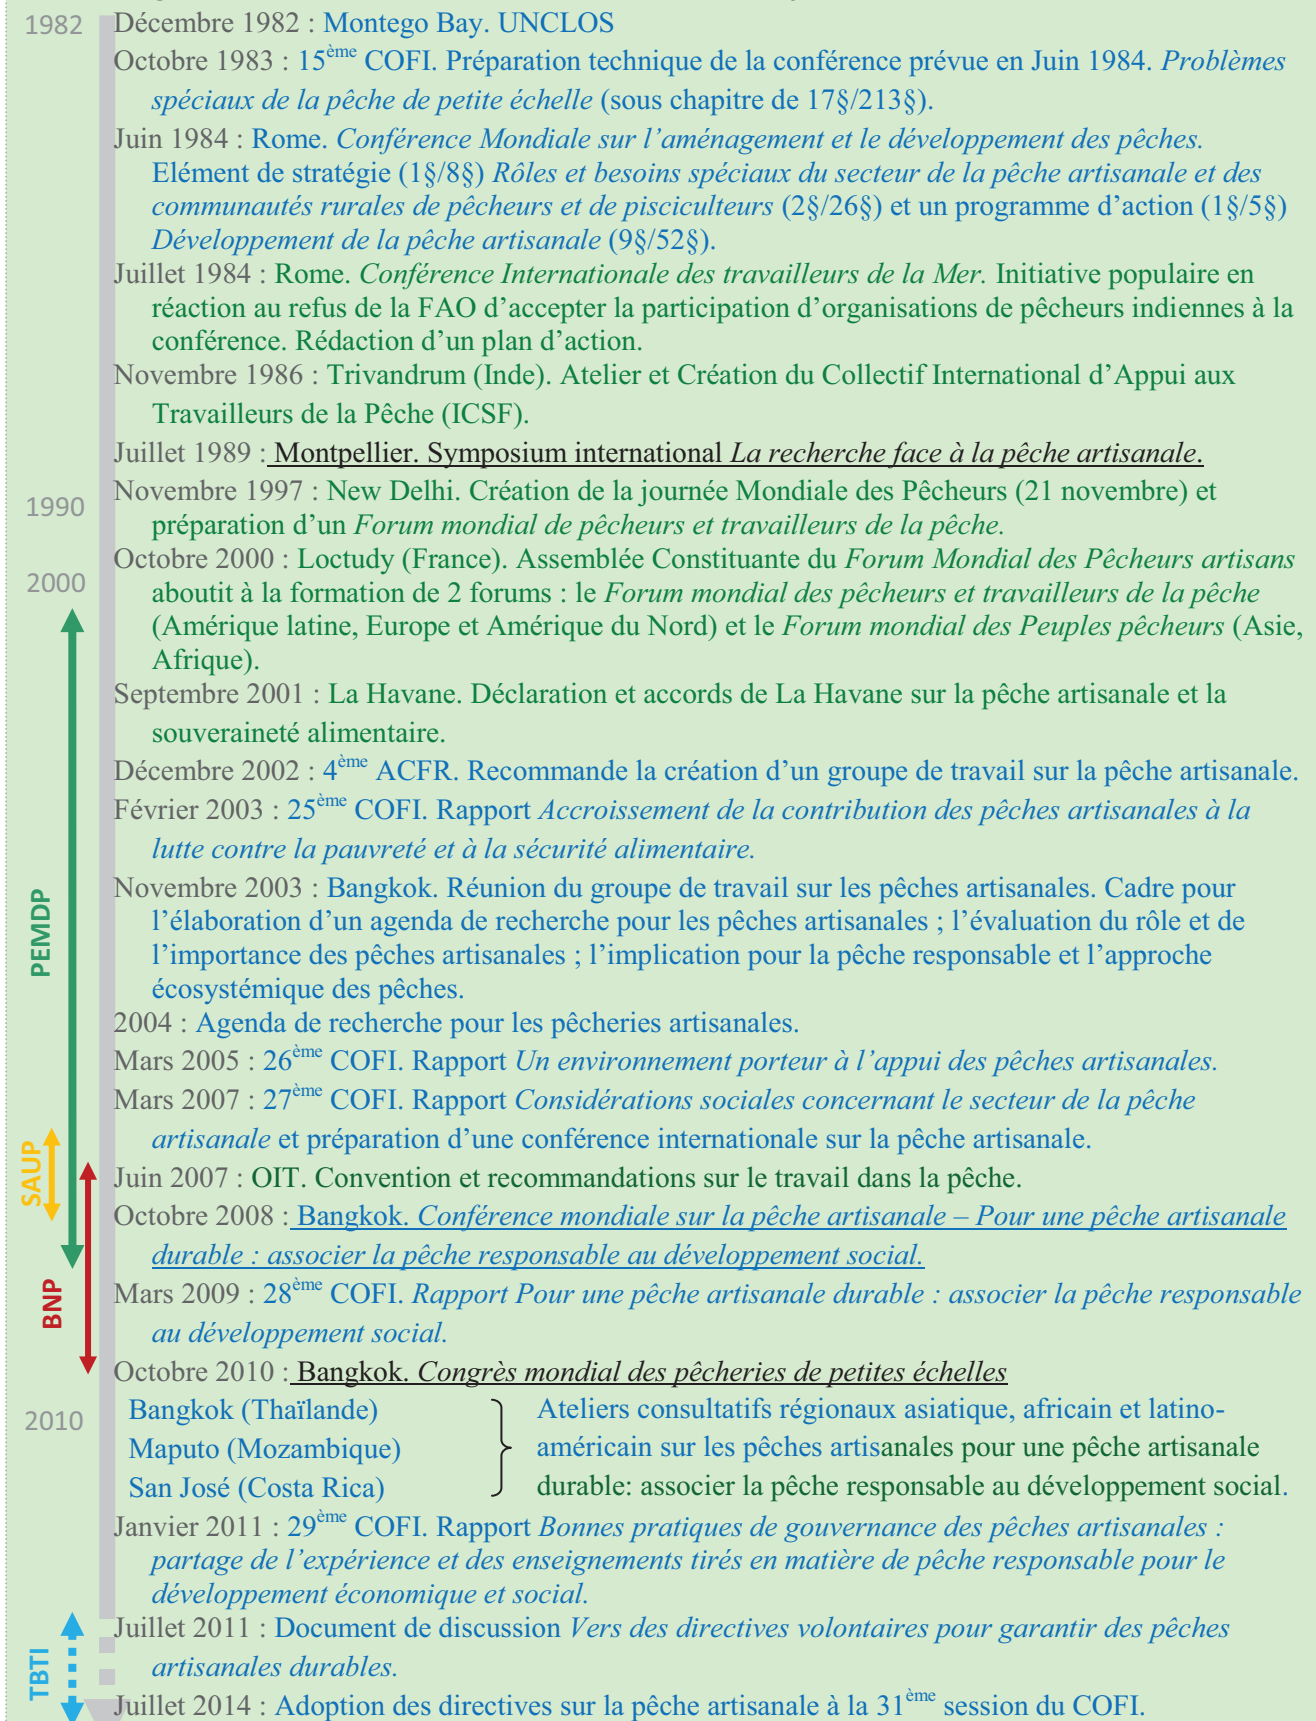 1982
Décembre 1982 : Montego Bay. UNCLOS
Octobre 1983 : 15ème COFI. Préparation technique de la conférence prévue en Juin 1984. Problèmes
spéciaux de la pêche de petite échelle (sous chapitre de 17§/213§).
Juin 1984 : Rome. Conférence Mondiale sur l’aménagement et le développement des pêches.
Elément de stratégie (1§/8§) Rôles et besoins spéciaux du secteur de la pêche artisanale et des
communautés rurales de pêcheurs et de pisciculteurs (2§/26§) et un programme d’action (1§/5§)
Développement de la pêche artisanale (9§/52§).
Juillet 1984 : Rome. Conférence Internationale des travailleurs de la Mer. Initiative populaire en
réaction au refus de la FAO d’accepter la participation d’organisations de pêcheurs indiennes à la
conférence. Rédaction d’un plan d’action.
Novembre 1986 : Trivandrum (Inde). Atelier et Création du Collectif International d’Appui aux
Travailleurs de la Pêche (ICSF).
Juillet 1989 : Montpellier. Symposium international La recherche face à la pêche artisanale.
1990
Novembre 1997 : New Delhi. Création de la journée Mondiale des Pêcheurs (21 novembre) et
préparation d’un Forum mondial de pêcheurs et travailleurs de la pêche.
Octobre 2000 : Loctudy (France). Assemblée Constituante du Forum Mondial des Pêcheurs artisans
2000
aboutit à la formation de 2 forums : le Forum mondial des pêcheurs et travailleurs de la pêche
(Amérique latine, Europe et Amérique du Nord) et le Forum mondial des Peuples pêcheurs (Asie,
Afrique).
Septembre 2001 : La Havane. Déclaration et accords de La Havane sur la pêche artisanale et la
souveraineté alimentaire.
Décembre 2002 : 4ème ACFR. Recommande la création d’un groupe de travail sur la pêche artisanale.
Février 2003 : 25ème COFI. Rapport Accroissement de la contribution des pêches artisanales à la
lutte contre la pauvreté et à la sécurité alimentaire.
PEMDP
Novembre 2003 : Bangkok. Réunion du groupe de travail sur les pêches artisanales. Cadre pour
l’élaboration d’un agenda de recherche pour les pêches artisanales ; l’évaluation du rôle et de
l’importance des pêches artisanales ; l’implication pour la pêche responsable et l’approche
écosystémique des pêches.
2004 : Agenda de recherche pour les pêcheries artisanales.
Mars 2005 : 26ème COFI. Rapport Un environnement porteur à l’appui des pêches artisanales.
Mars 2007 : 27ème COFI. Rapport Considérations sociales concernant le secteur de la pêche
artisanale et préparation d’une conférence internationale sur la pêche artisanale.
SAUP
Juin 2007 : OIT. Convention et recommandations sur le travail dans la pêche.
Octobre 2008 : Bangkok. Conférence mondiale sur la pêche artisanale – Pour une pêche artisanale
durable : associer la pêche responsable au développement social.
BNP
Mars 2009 : 28ème COFI. Rapport Pour une pêche artisanale durable : associer la pêche responsable
au développement social.
Octobre 2010 : Bangkok. Congrès mondial des pêcheries de petites échelles
2010
Bangkok (Thaïlande)
Maputo (Mozambique)
San José (Costa Rica)
Ateliers consultatifs régionaux asiatique, africain et latino-
américain sur les pêches artisanales pour une pêche artisanale
durable: associer la pêche responsable au développement social.
Janvier 2011 : 29ème COFI. Rapport Bonnes pratiques de gouvernance des pêches artisanales :
partage de l’expérience et des enseignements tirés en matière de pêche responsable pour le
développement économique et social.
TBTI
Juillet 2011 : Document de discussion Vers des directives volontaires pour garantir des pêches
artisanales durables.
Juillet 2014 : Adoption des directives sur la pêche artisanale à la 31ème session du COFI.